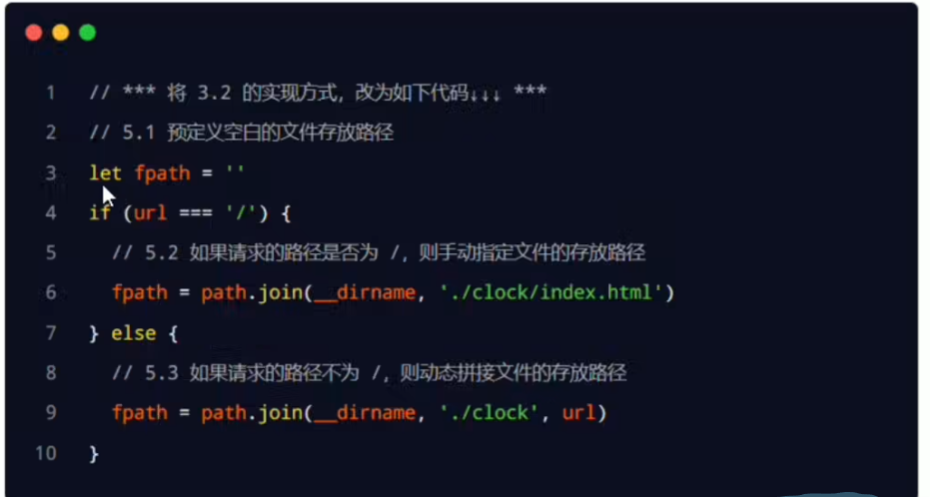 1 // *** 将 3.2 的实现方式，改为如下代码↓↓↓ ***
2 // 5.1 预定义空白的文件存放路径
3 let fpath = ''
4 if (url === '/') {
5 // 5.2 如果请求的路径是否为 /，则手动指定文件的存放路径
6 fpath = path.join(__dirname, './clock/index.html')
7 } else {
8 // 5.3 如果请求的路径不为 /，则动态拼接文件的存放路径
9 fpath = path.join(__dirname, './clock', url)
10 }